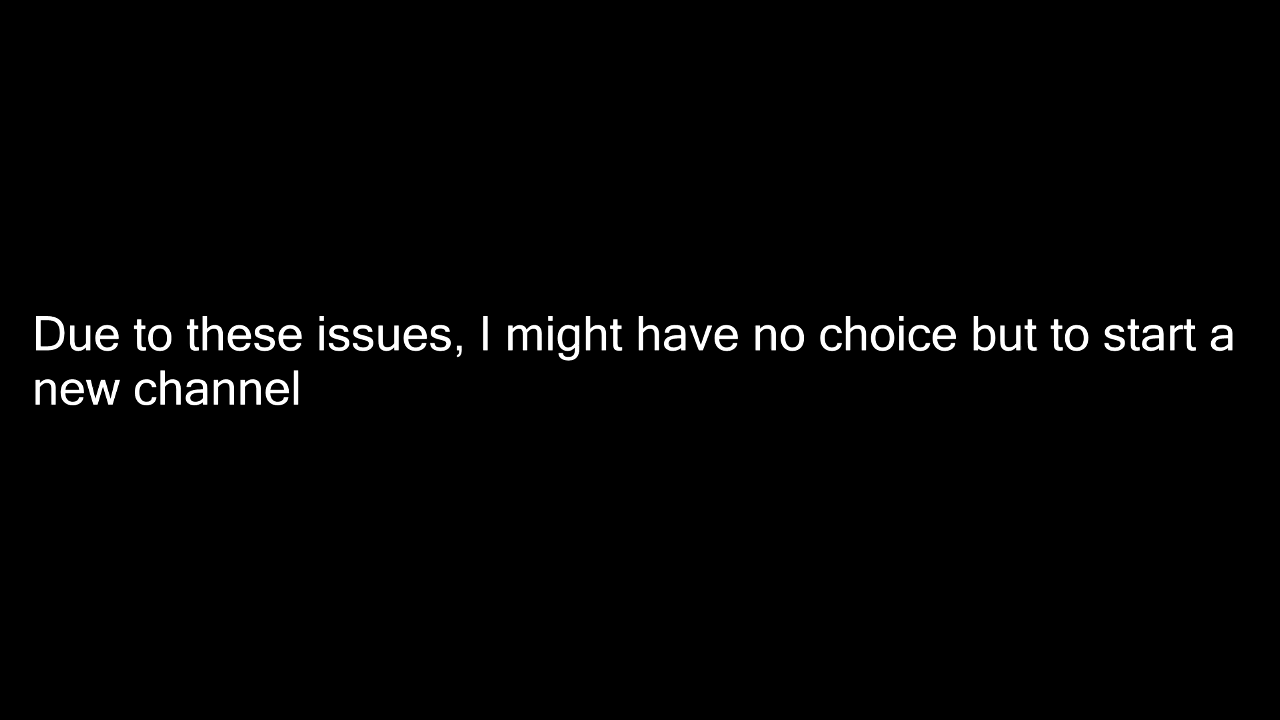 Due to these issues, I might have no choice but to start a
new channel